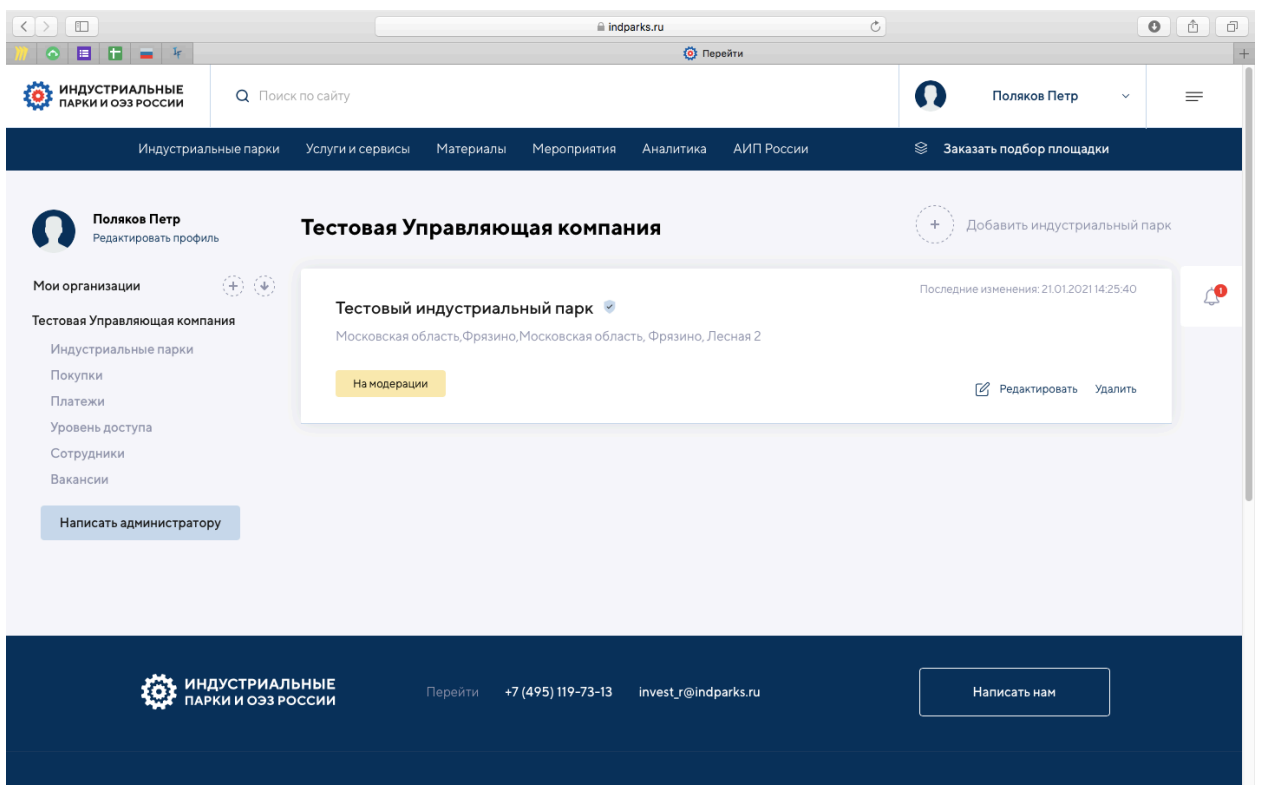 indparks.ru
Перейти
ИНДУСТРИАЛЬНЫЕ
ПАРКИ И ОЭЗ РОССИИ
Поиск по сайту
Поляков Петр
Индустриальные парки Услуги и сервисы Материалы Мероприятия Аналитика АИП России Заказать подбор площадки
Поляков Петр
Редактировать профиль
Тестовая Управляющая компания
+ Добавить индустриальный парк
Мои организации
Тестовая Управляющая компания
Индустриальные парки
Покупки
Платежи
Уровень доступа
Сотрудники
Вакансии
Написать администратору
Последние изменения: 21.01.2021 14:25:40
Тестовый индустриальный парк
Московская область,Фрязино,Московская область, Фрязино, Лесная 2
На модерации
Редактировать Удалить
1
ИНДУСТРИАЛЬНЫЕ
ПАРКИ И ОЭЗ РОССИИ
Перейти +7 (495) 119-73-13 invest_r@indparks.ru
Написать нам